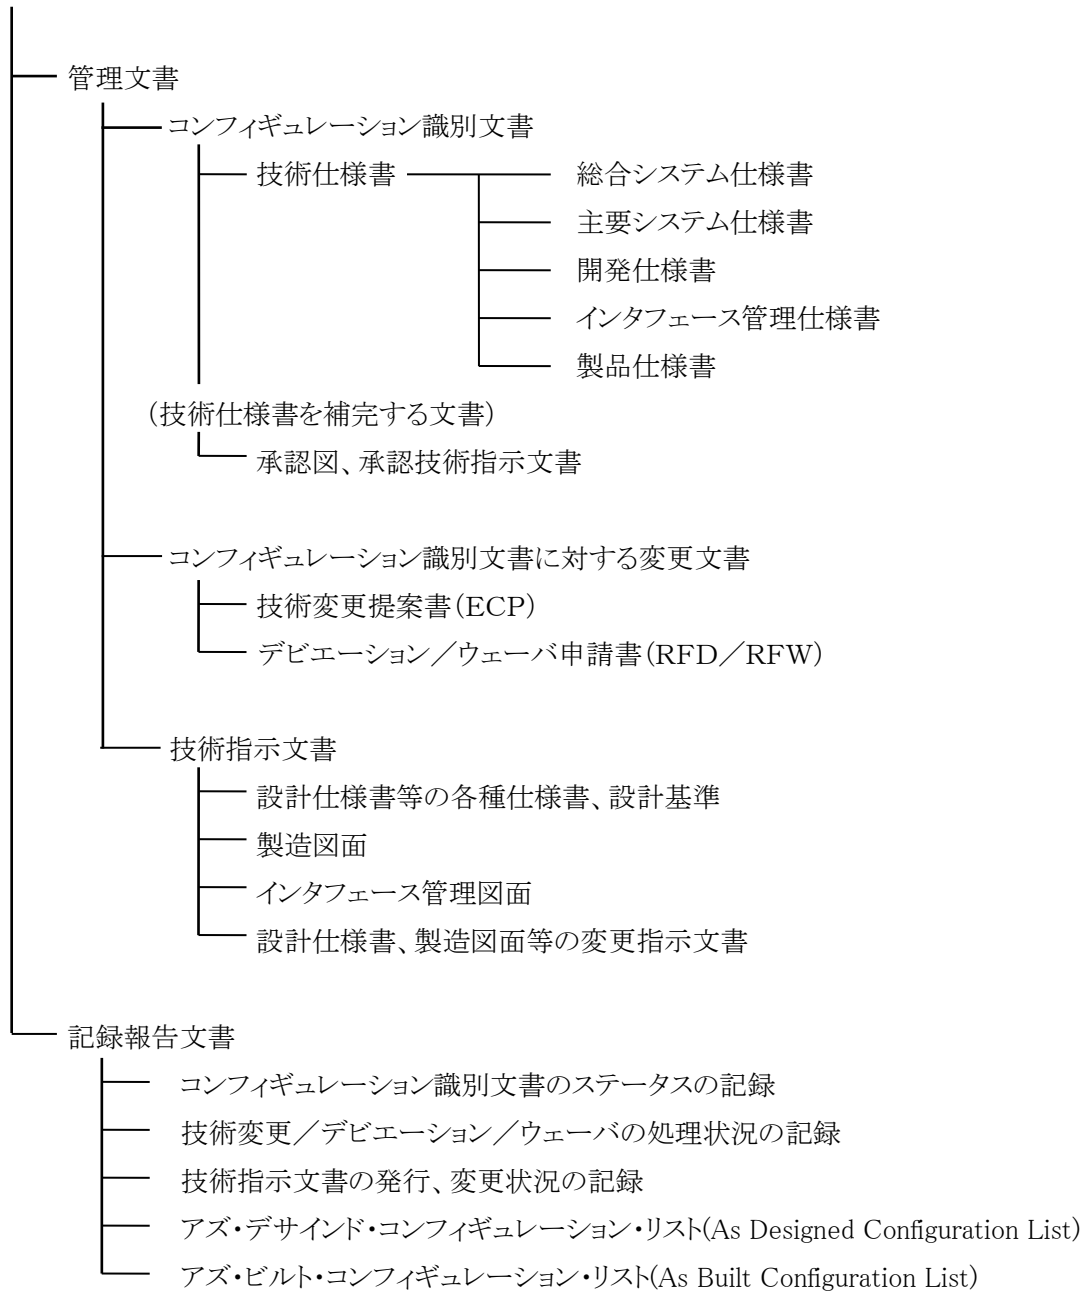 管理文書
コンフィギュレーション識別文書
技術仕様書 総合システム仕様書
主要システム仕様書
開発仕様書
インタフェース管理仕様書
製品仕様書
(技術仕様書を補完する文書)
承認図、承認技術指示文書
コンフィギュレーション識別文書に対する変更文書
技術変更提案書(ECP)
デビエーション/ウェーバ申請書(RFD/RFW)
技術指示文書
設計仕様書等の各種仕様書、設計基準
製造図面
インタフェース管理図面
設計仕様書、製造図面等の変更指示文書
記録報告文書
コンフィギュレーション識別文書のステータスの記録
技術変更/デビエーション/ウェーバの処理状況の記録
技術指示文書の発行、変更状況の記録
アズ・デサインド・コンフィギュレーション・リスト(As Designed Configuration List)
アズ・ビルト・コンフィギュレーション・リスト(As Built Configuration List)